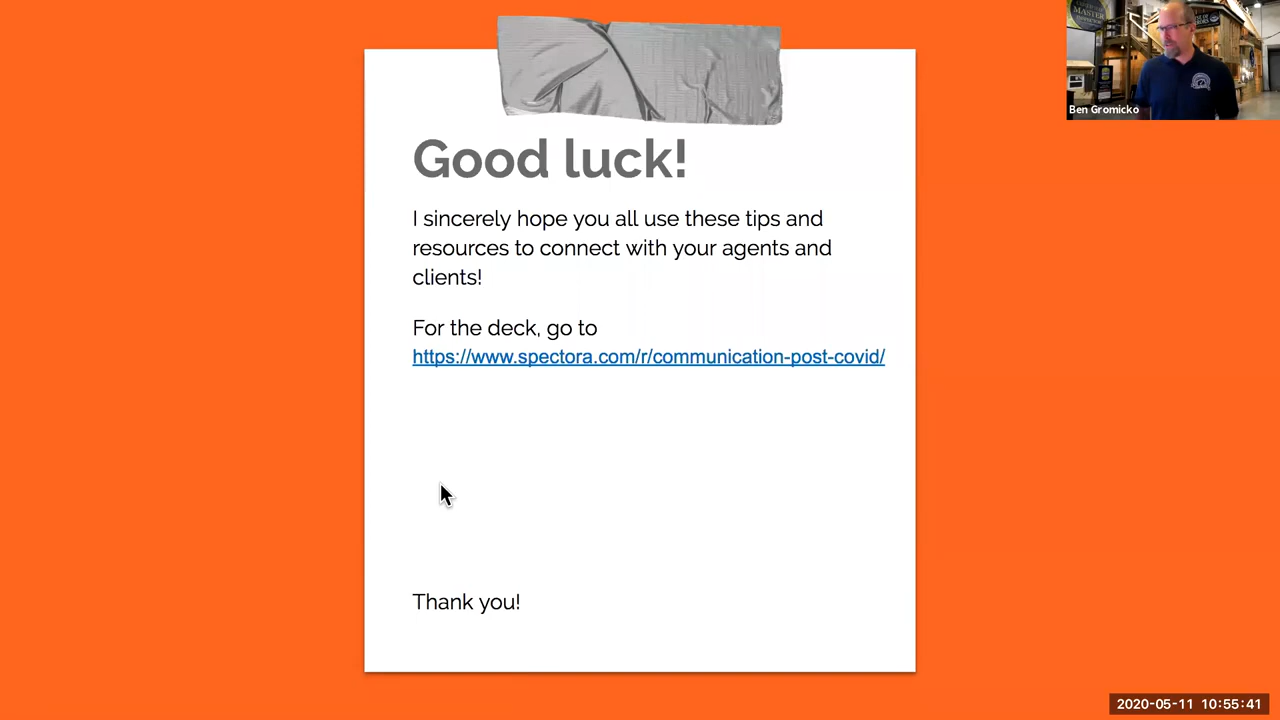 MASTER
Ben Gromicko
Good luck!
I sincerely hope you all use these tips and
resources to connect with your agents and
clients!
For the deck, go to
https://www.spectora.com/r/communication-post-covid/
Thank you!
2020-05-11 10:55:41